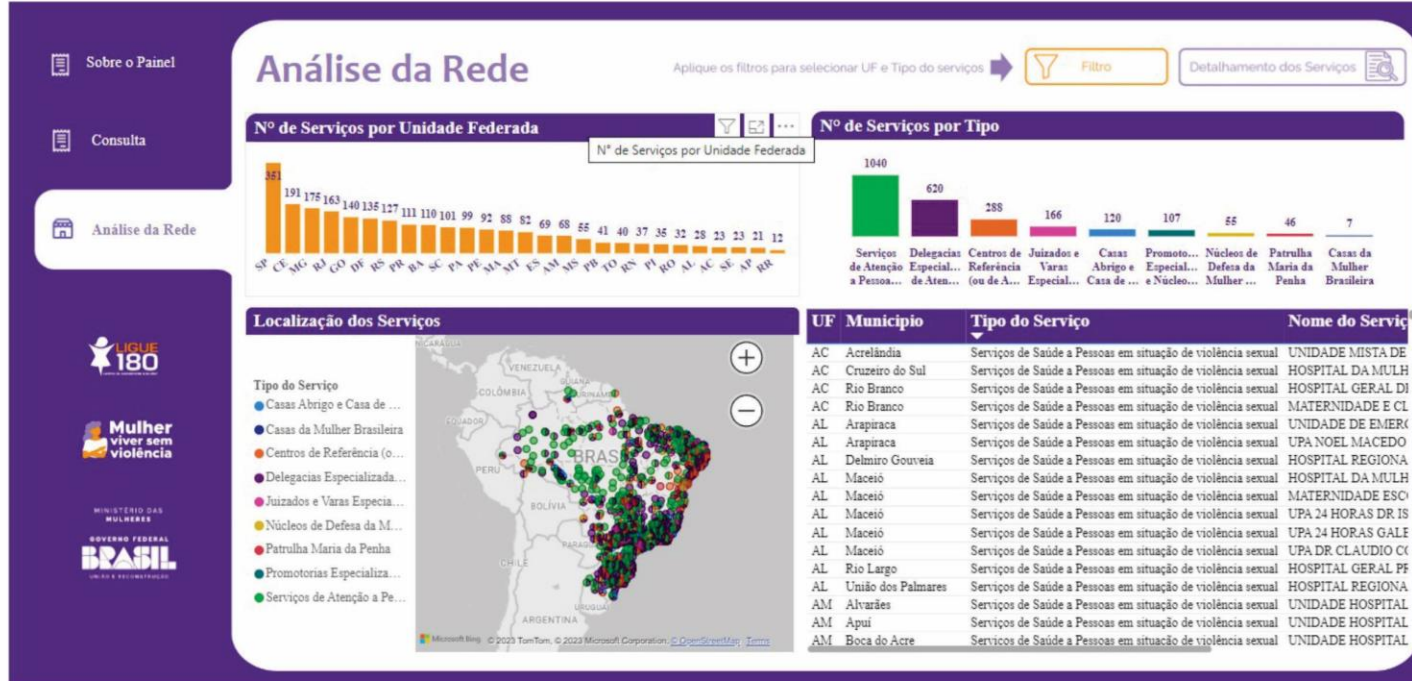 Sobre o Painel
Consulta
Análise da Rede
LIGUE
180
Mulher
viver sem
violência
MINISTÉRIO DAS
MULHERES
GOVERNO FEDERAL
BRASIL
UNIÃO E RECONSTRUÇÃO
Análise da Rede
Aplique os filtros para selecionar UF e Tipo do serviços
Filtro
Detalhamento dos Serviços
Nº de Serviços por Unidade Federada
N° de Serviços por Unidade Federada
351 191 175 163 140 135 127 111 110 101 99 92 88 82 69 68 55 41 40 37 35 32 28 23 23 21 12
SP CE MG RJ GO DF RS PR BA SC PA PE MA MT ES AM MS PB TO RN PI RO AL AC SE AP RR
Nº de Serviços por Tipo
1040 620 288 166 120 107 55 46 7
Serviços Delegacias Centros de Juizados e Casas Promoto... Núcleos de Patrulha Casas da
de Atenção Especial... Referência Varas Abrigo e Especial... Defesa da Maria da Mulher
a Pessoa... de Aten... (ou de A... Especial... Casa de ... e Núcleo... Mulher ... Penha Brasileira
Localização dos Serviços
Tipo do Serviço
Casas Abrigo e Casa de ...
Casas da Mulher Brasileira
Centros de Referência (o...
Delegacias Especializada...
Juizados e Varas Especia...
Núcleos de Defesa da M...
Patrulha Maria da Penha
Promotorias Especializa...
Serviços de Atenção a Pe...
NICARÁGUA
VENEZUELA
GUIANA
COLÔMBIA
SURINAME
EQUADOR
BRAS
PERU
BOLÍVIA
PARAGU
CHILE
URUGUAI
ARGENTINA
Microsoft Bing © 2023 TomTom, © 2023 Microsoft Corporation, © OpenStreetMap Terms
UF Municipio Tipo do Serviço Nome do Serviç
AC Acrelândia Serviços de Saúde a Pessoas em situação de violência sexual UNIDADE MISTA DE
AC Cruzeiro do Sul Serviços de Saúde a Pessoas em situação de violência sexual HOSPITAL DA MULH
AC Rio Branco Serviços de Saúde a Pessoas em situação de violência sexual HOSPITAL GERAL DI
AC Rio Branco Serviços de Saúde a Pessoas em situação de violência sexual MATERNIDADE E CL
AL Arapiraca Serviços de Saúde a Pessoas em situação de violência sexual UNIDADE DE EMERG
AL Arapiraca Serviços de Saúde a Pessoas em situação de violência sexual UPA NOEL MACEDO
AL Delmiro Gouveia Serviços de Saúde a Pessoas em situação de violência sexual HOSPITAL REGIONA
AL Maceió Serviços de Saúde a Pessoas em situação de violência sexual HOSPITAL DA MULH
AL Maceió Serviços de Saúde a Pessoas em situação de violência sexual MATERNIDADE ESC
AL Maceió Serviços de Saúde a Pessoas em situação de violência sexual UPA 24 HORAS DR IS
AL Maceió Serviços de Saúde a Pessoas em situação de violência sexual UPA 24 HORAS GALE
AL Maceió Serviços de Saúde a Pessoas em situação de violência sexual UPA DR CLAUDIO C
AL Rio Largo Serviços de Saúde a Pessoas em situação de violência sexual HOSPITAL GERAL PR
AL União dos Palmares Serviços de Saúde a Pessoas em situação de violência sexual HOSPITAL REGIONA
AM Alvarães Serviços de Saúde a Pessoas em situação de violência sexual UNIDADE HOSPITAL
AM Apuí Serviços de Saúde a Pessoas em situação de violência sexual UNIDADE HOSPITAL
AM Boca do Acre Serviços de Saúde a Pessoas em situação de violência sexual UNIDADE HOSPITAL